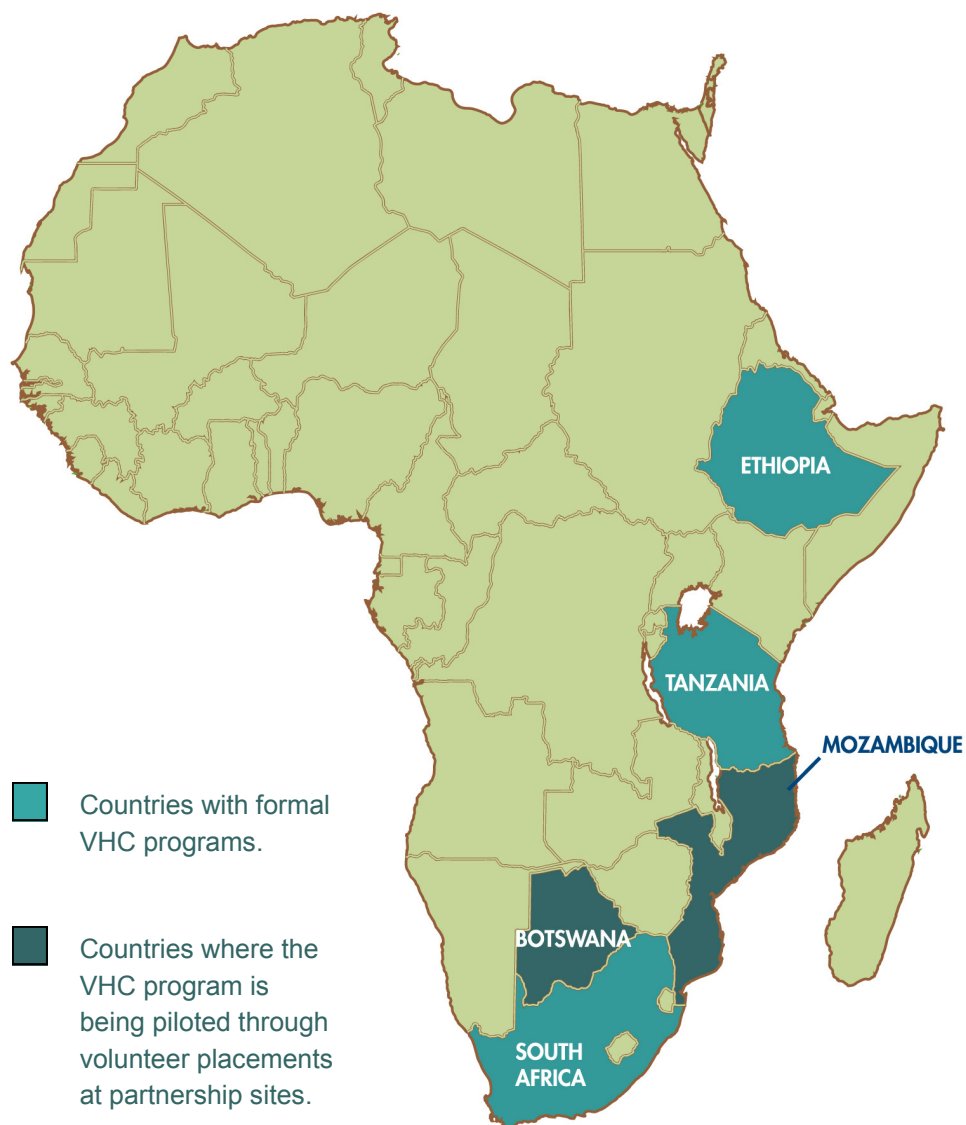 ETHIOPIA
TANZANIA
MOZAMBIQUE
Countries with formal
VHC programs.
BOTSWANA
Countries where the
VHC program is
being piloted through
volunteer placements
at partnership sites.
SOUTH
AFRICA